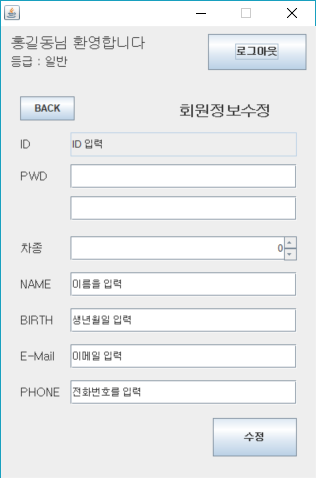 홍길동님 환영합니다
로그아웃
등급 : 일반
BACK
회원정보수정
ID
ID 입력
PWD
차종
0
NAME
이름을 입력
BIRTH
생년월일 입력
E-Mail
이메일 입력
PHONE
전화번호를 입력
수정